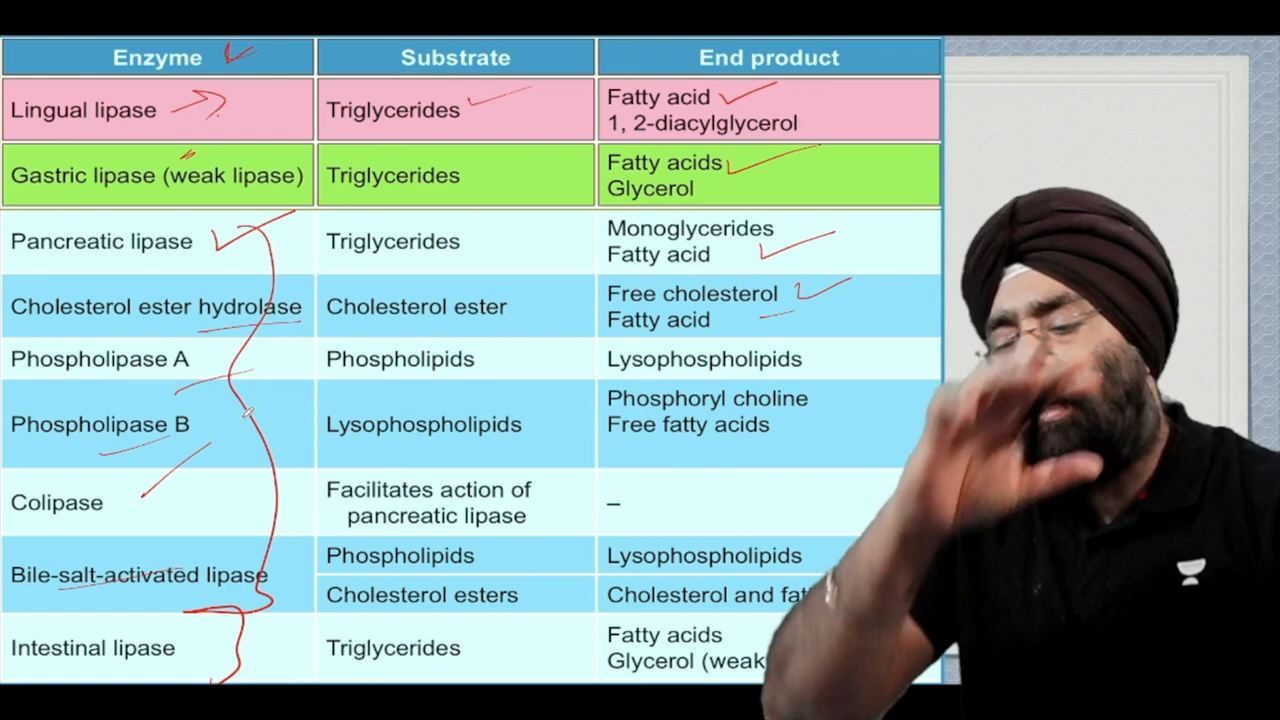 Enzyme Substrate End product
Lingual lipase Triglycerides Fatty acid
1, 2-diacylglycerol
Gastric lipase (weak lipase) Triglycerides Fatty acids
Glycerol
Pancreatic lipase Triglycerides Monoglycerides
Fatty acid
Cholesterol ester hydrolase Cholesterol ester Free cholesterol
Fatty acid
Phospholipase A Phospholipids Lysophospholipids
Phospholipase B Lysophospholipids Phosphoryl choline
Free fatty acids
Colipase Facilitates action of
pancreatic lipase –
Bile-salt-activated lipase Phospholipids Lysophospholipids
Cholesterol esters Cholesterol and
Intestinal lipase Triglycerides Fatty acids
Glycerol (weak